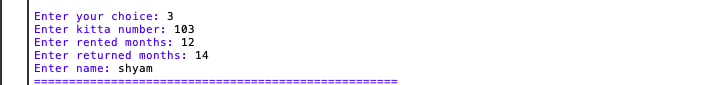 Enter your choice: 3
Enter kitta number: 103
Enter rented months: 12
Enter returned months: 14
Enter name: shyam
====================================================